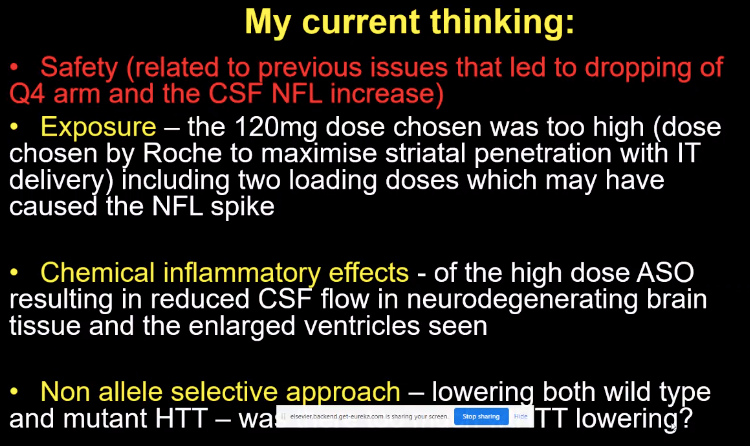 My current thinking:
• Safety (related to previous issues that led to dropping of
Q4 arm and the CSF NFL increase)
• Exposure – the 120mg dose chosen was too high (dose
chosen by Roche to maximise striatal penetration with IT
delivery) including two loading doses which may have
caused the NFL spike
• Chemical inflammatory effects - of the high dose ASO
resulting in reduced CSF flow in neurodegenerating brain
tissue and the enlarged ventricles seen
• Non allele selective approach – lowering both wild type
and mutant HTT – TT lowering?
elsevier.backend.get-eureka.com is sharing your screen. Stop sharing Hide